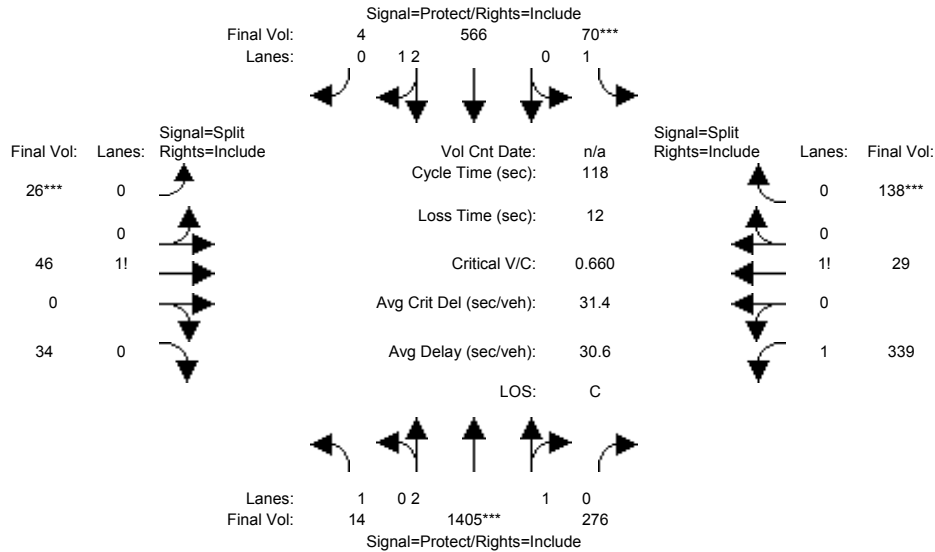 Signal=Protect/Rights=Include
Final Vol: 4 566 70***
Lanes: 0 1 2 0 1
Signal=Split Signal=Split
Final Vol: Lanes: Rights=Include Vol Cnt Date: n/a Rights=Include Lanes: Final Vol:
Cycle Time (sec): 118
26*** 0 0 138***
Loss Time (sec): 12
0 0
46 1! Critical V/C: 0.660 1! 29
0 Avg Crit Del (sec/veh): 31.4 0
34 0 Avg Delay (sec/veh): 30.6 1 339
LOS: C
Lanes: 1 0 2 1 0
Final Vol: 14 1405*** 276
Signal=Protect/Rights=Include